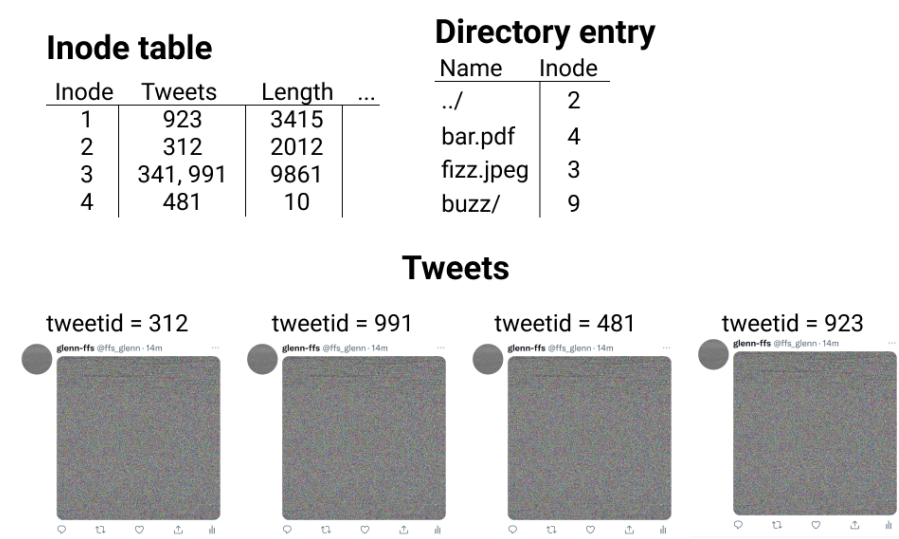 Inode table
Inode Tweets Length ...
1 923 3415
2 312 2012
3 341, 991 9861
4 481 10
Directory entry
Name Inode
../ 2
bar.pdf 4
fizz.jpeg 3
buzz/ 9
Tweets
tweetid = 312
glenn-ffs @ffs_glenn · 14m ...
tweetid = 991
glenn-ffs @ffs_glenn · 14m ...
tweetid = 481
glenn-ffs @ffs_glenn · 14m ...
tweetid = 923
glenn-ffs @ffs_glenn · 14m ...